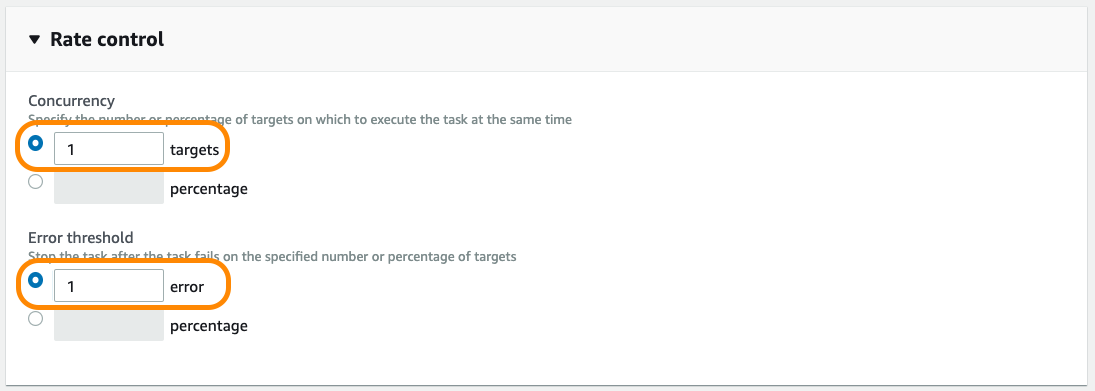 Rate control
Concurrency
Specify the number or percentage of targets on which to execute the task at the same time
1 targets
percentage
Error threshold
Stop the task after the task fails on the specified number or percentage of targets
1 error
percentage